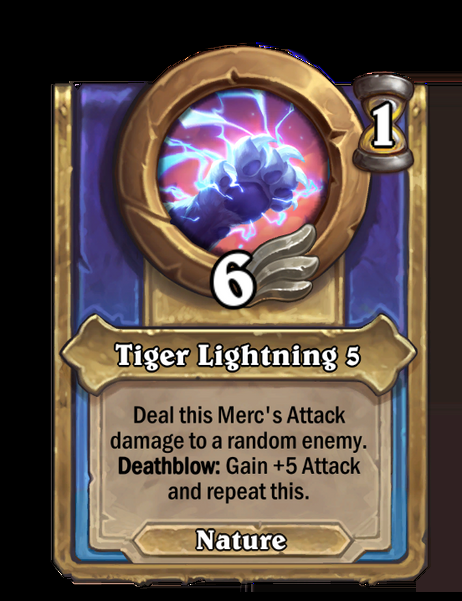 1
6
Tiger Lightning 5
Deal this Merc's Attack
damage to a random enemy.
Deathblow: Gain +5 Attack
and repeat this.
Nature